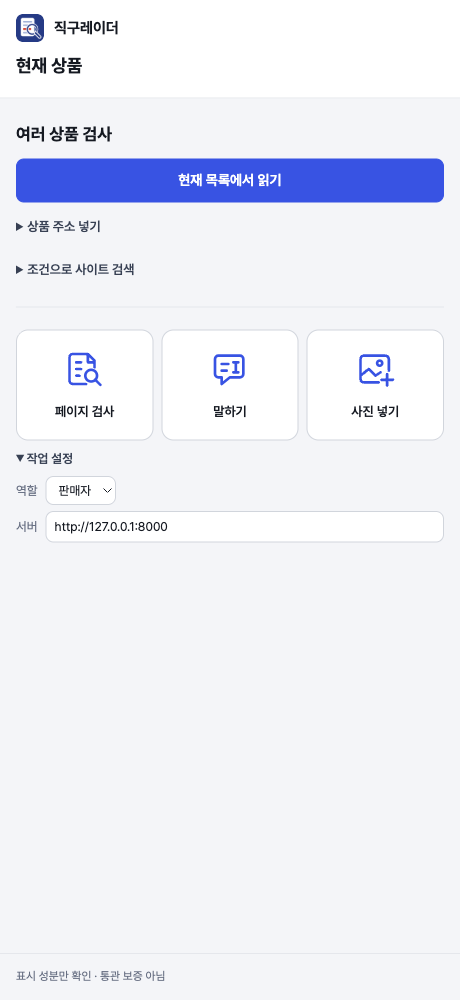 직구레이더
현재 상품
여러 상품 검사
현재 목록에서 읽기
▶ 상품 주소 넣기
▶ 조건으로 사이트 검색
페이지 검사
말하기
사진 넣기
▼ 작업 설정
역할 판매자
서버 http://127.0.0.1:8000
표시 성분만 확인 · 통관 보증 아님